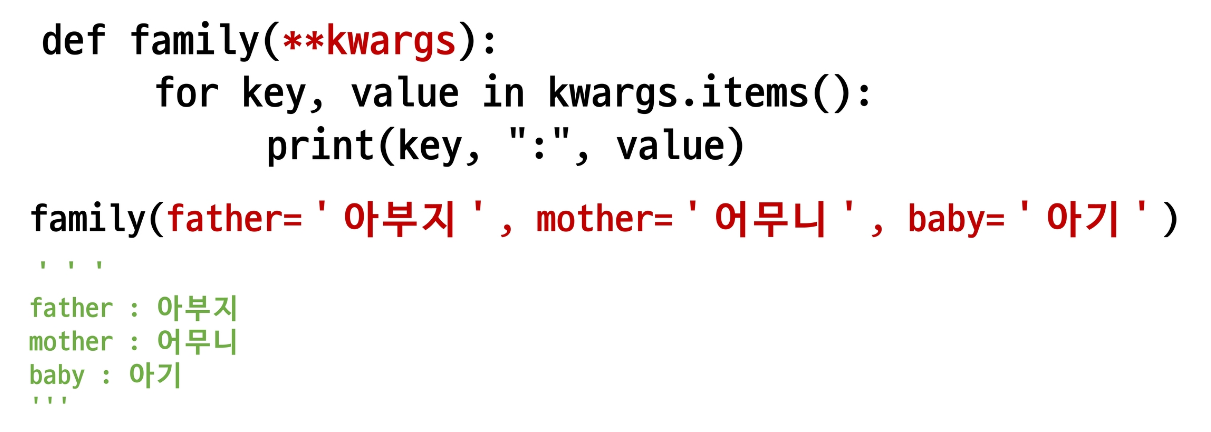 def family(**kwargs):
for key, value in kwargs.items():
print(key, ":", value)
family(father= ' 아부지 ' , mother= ' 어무니 ' , baby= ' 아기 ' )
' ' '
father : 아부지
mother : 어무니
baby : 아기
'''